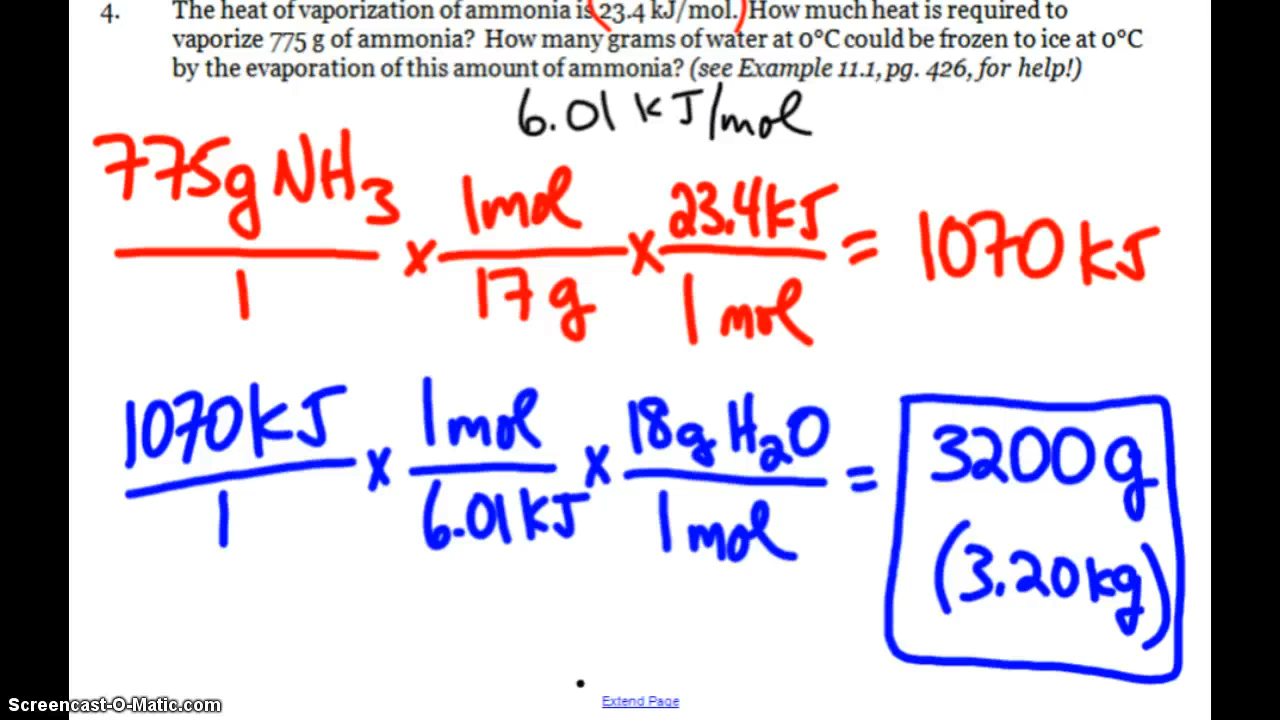 4. The heat of vaporization of ammonia is 23.4 kJ/mol. How much heat is required to
vaporize 775 g of ammonia? How many grams of water at 0°C could be frozen to ice at 0°C
by the evaporation of this amount of ammonia? (see Example 11.1, pg. 426, for help!)
6.01 kJ/mol
775g NH3 x 1mol x 23.4kJ = 1070 kJ
1 17g 1 mol
1070kJ x 1mol x 18g H2O = 3200g
1 6.01kJ 1mol
(3.20kg)
Screencast-O-Matic.com
Extend Page